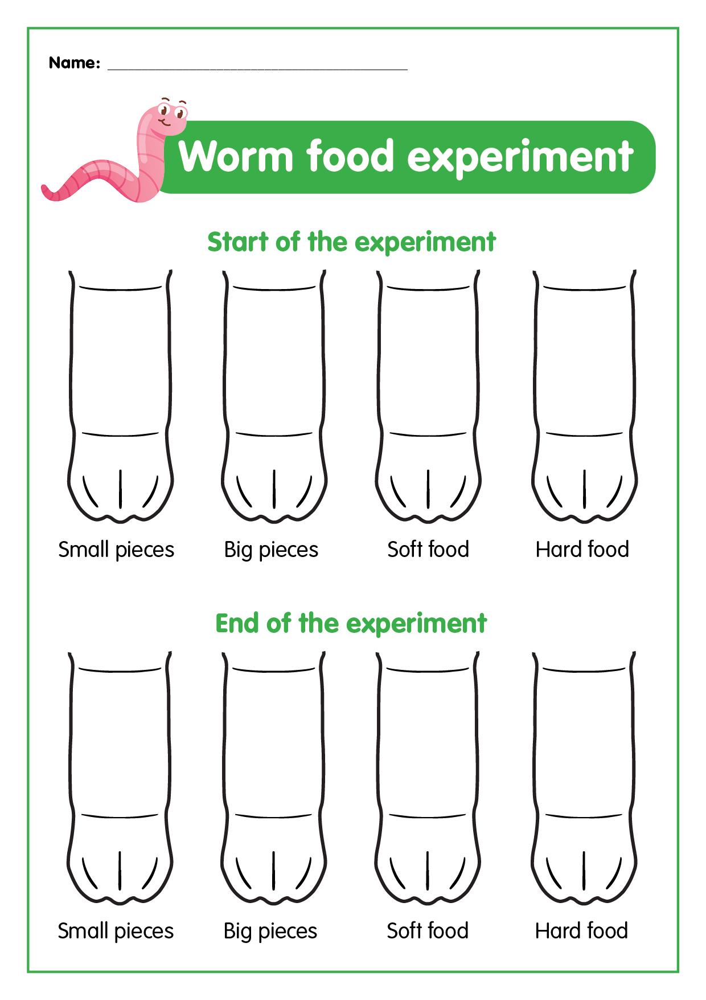 Name:
Worm food experiment
Start of the experiment
Small pieces Big pieces Soft food Hard food
End of the experiment
Small pieces Big pieces Soft food Hard food